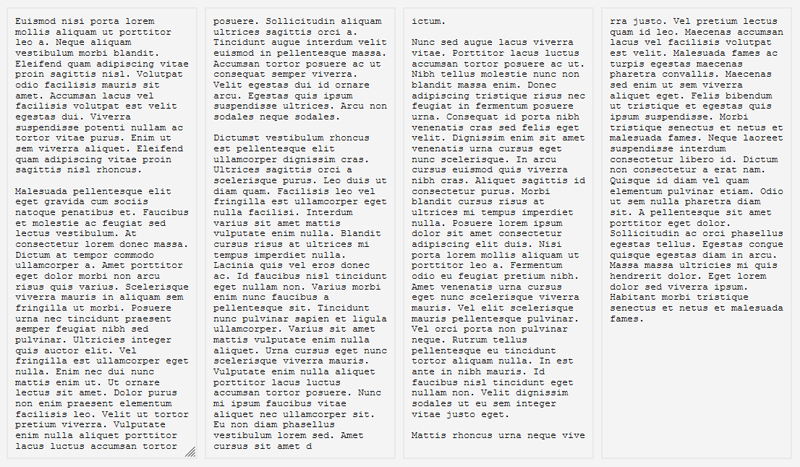 Euismod nisi porta lorem
mollis aliquam ut porttitor
leo a. Neque aliquam
vestibulum morbi blandit.
Eleifend quam adipiscing vitae
proin sagittis nisl. Volutpat
odio facilisis mauris sit
amet. Accumsan lacus vel
facilisis volutpat est velit
egestas dui. Viverra
suspendisse potenti nullam ac
tortor vitae purus. Enim ut
sem viverra aliquet. Eleifend
quam adipiscing vitae proin
sagittis nisl rhoncus.

Malesuada pellentesque elit
eget gravida cum sociis
natoque penatibus et. Faucibus
et molestie ac feugiat sed
lectus vestibulum. At
consectetur lorem donec massa.
Dictum at tempor commodo
ullamcorper a. Amet porttitor
eget dolor morbi non arcu
risus quis varius. Scelerisque
viverra mauris in aliquam sem
fringilla ut morbi. Posuere
urna nec tincidunt praesent
semper feugiat nibh sed
pulvinar. Ultricies integer
quis auctor elit. Vel
fringilla est ullamcorper eget
nulla. Enim nec dui nunc
mattis enim ut. Ut ornare
lectus sit amet. Dolor purus
non enim praesent elementum
facilisis leo. Velit ut tortor
pretium viverra. Vulputate
enim nulla aliquet porttitor
lacus luctus accumsan tortor
posuere. Sollicitudin aliquam
ultrices sagittis orci a.
Tincidunt augue interdum velit
euismod in pellentesque massa.
Accumsan tortor posuere ac ut
consequat semper viverra.
Velit egestas dui id ornare
arcu. Egestas quis ipsum
suspendisse ultrices. Arcu non
sodales neque sodales.

Dictumst vestibulum rhoncus
est pellentesque elit
ullamcorper dignissim cras.
Ultrices sagittis orci a
scelerisque purus. Leo duis ut
diam quam. Facilisis leo vel
fringilla est ullamcorper eget
nulla facilisi. Interdum
varius sit amet mattis
vulputate enim nulla. Blandit
cursus risus at ultrices mi
tempus imperdiet nulla.
Lacinia quis vel eros donec
ac. Id faucibus nisl tincidunt
eget nullam non. Varius morbi
enim nunc faucibus a
pellentesque sit. Tincidunt
nunc pulvinar sapien et ligula
ullamcorper. Varius sit amet
mattis vulputate enim nulla
aliquet. Urna cursus eget nunc
scelerisque viverra mauris.
Vulputate enim nulla aliquet
porttitor lacus luctus
accumsan tortor posuere. Nunc
mi ipsum faucibus vitae
aliquet nec ullamcorper sit.
Eu non diam phasellus
vestibulum lorem sed. Amet
cursus sit amet d
ictum.

Nunc sed augue lacus viverra
vitae. Porttitor lacus luctus
accumsan tortor posuere ac ut.
Nibh tellus molestie nunc non
blandit massa enim. Donec
adipiscing tristique risus nec
feugiat in fermentum posuere
urna. Consequat id porta nibh
venenatis cras sed felis eget
velit. Dignissim enim sit amet
venenatis urna cursus eget
nunc scelerisque. In arcu
cursus euismod quis viverra
nibh cras. Aliquet sagittis id
consectetur purus. Morbi
blandit cursus risus at
ultrices mi tempus imperdiet
nulla. Posuere lorem ipsum
dolor sit amet consectetur
adipiscing elit duis. Nisi
porta lorem mollis aliquam ut
porttitor leo a. Fermentum
odio eu feugiat pretium nibh.
Amet venenatis urna cursus
eget nunc scelerisque viverra
mauris. Vel elit scelerisque
mauris pellentesque pulvinar.
Vel orci porta non pulvinar
neque. Rutrum tellus
pellentesque eu tincidunt
tortor aliquam nulla. In est
ante in nibh mauris. Id
faucibus nisl tincidunt eget
nullam non. Velit dignissim
sodales ut eu sem integer
vitae justo eget.

Mattis rhoncus urna neque vive
rra justo. Vel pretium lectus
quam id leo. Maecenas accumsan
lacus vel facilisis volutpat
est velit. Malesuada fames ac
turpis egestas maecenas
pharetra convallis. Maecenas
sed enim ut sem viverra
aliquet eget. Felis bibendum
ut tristique et egestas quis
ipsum suspendisse. Morbi
tristique senectus et netus et
malesuada fames. Neque laoreet
suspendisse interdum
consectetur libero id. Dictum
non consectetur a erat nam.
Quisque id diam vel quam
elementum pulvinar etiam. Odio
ut sem nulla pharetra diam
sit. A pellentesque sit amet
porttitor eget dolor.
Sollicitudin ac orci phasellus
egestas tellus. Egestas congue
quisque egestas diam in arcu.
Massa massa ultricies mi quis
hendrerit dolor. Eget lorem
dolor sed viverra ipsum.
Habitant morbi tristique
senectus et netus et malesuada
fames.